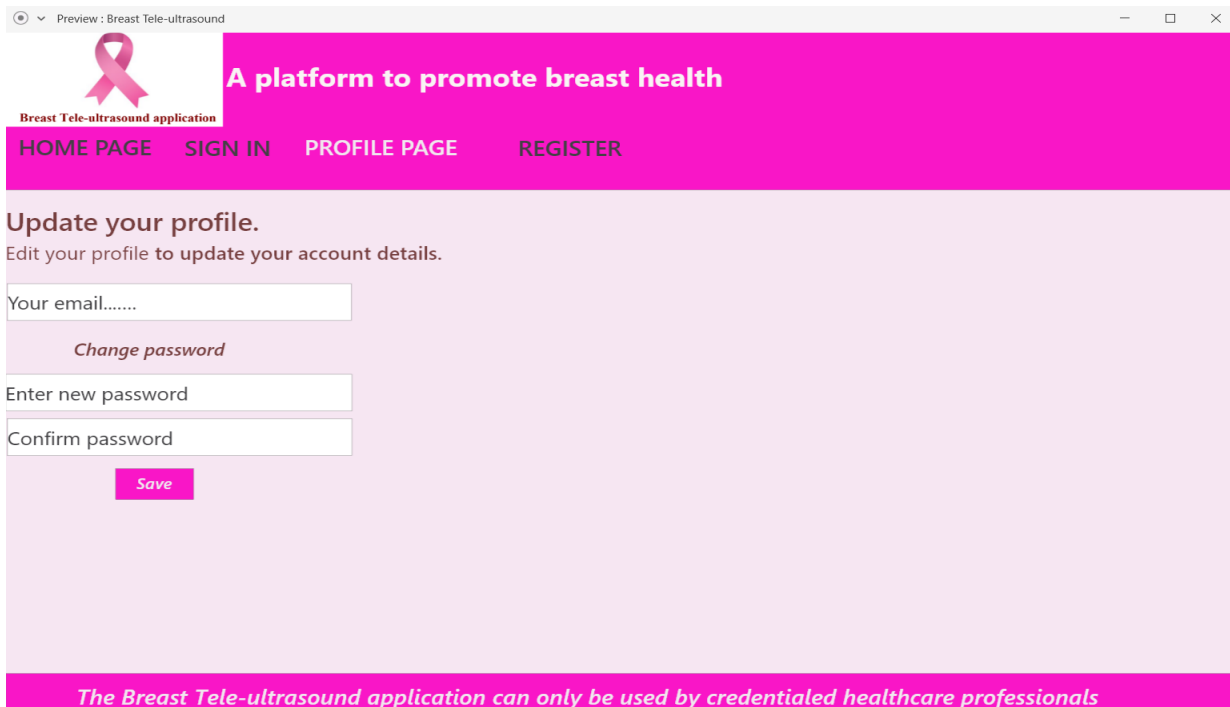 Preview : Breast Tele-ultrasound
A platform to promote breast health
Breast Tele-ultrasound application
HOME PAGE SIGN IN PROFILE PAGE REGISTER
Update your profile.
Edit your profile to update your account details.
Your email.......
Change password
Enter new password
Confirm password
Save
The Breast Tele-ultrasound application can only be used by credentialed healthcare professionals